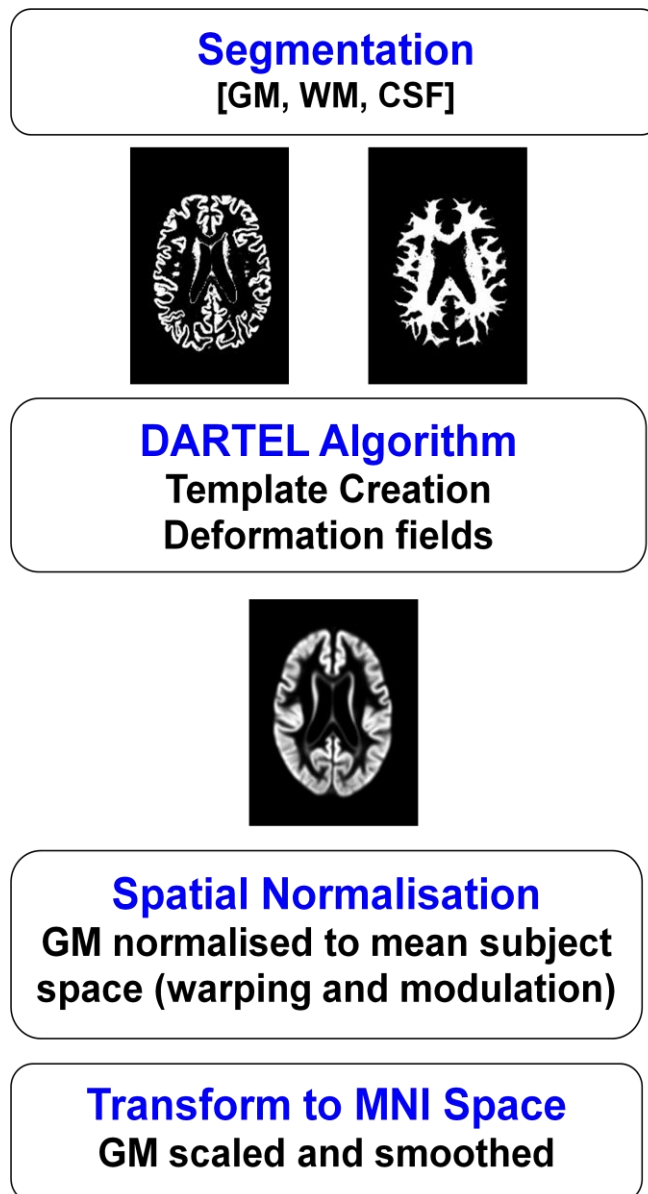 Segmentation
[GM, WM, CSF]
DARTEL Algorithm
Template Creation
Deformation fields
Spatial Normalisation
GM normalised to mean subject
space (warping and modulation)
Transform to MNI Space
GM scaled and smoothed